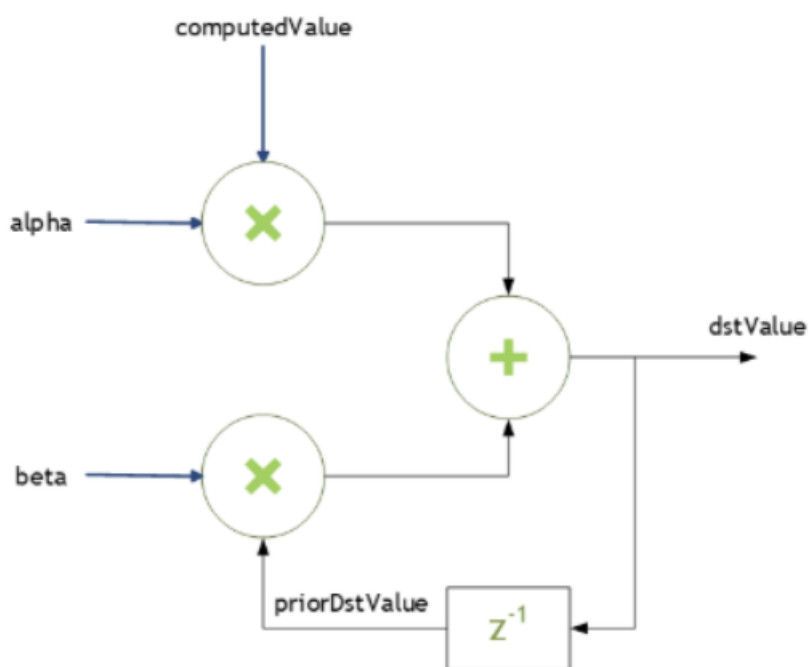 computedValue
alpha
×
+
dstValue
beta
×
priorDstValue
z⁻¹